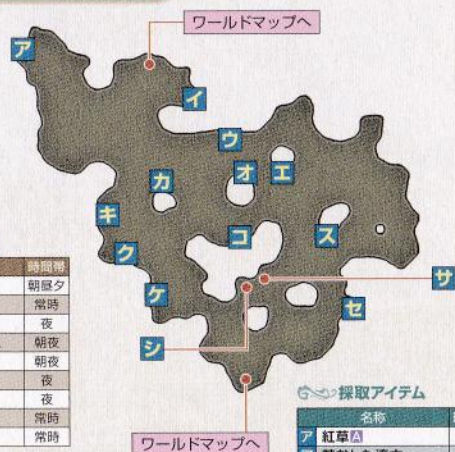 ワールドマップへ
ア
イ
ウ
オ
エ
カ
キ
コ
ス
ク
ケ
サ
セ
シ
時間帯
朝昼夕
常時
夜
朝夜
朝夜
夜
夜
常時
常時
ワールドマップへ
採取アイテム
名称
ア 紅草A